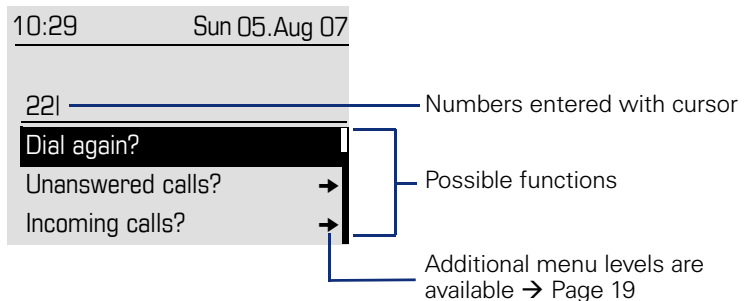 10:29 Sun 05.Aug 07
22| Numbers entered with cursor
Dial again?
Unanswered calls? → Possible functions
Incoming calls? →
Additional menu levels are
available → Page 19